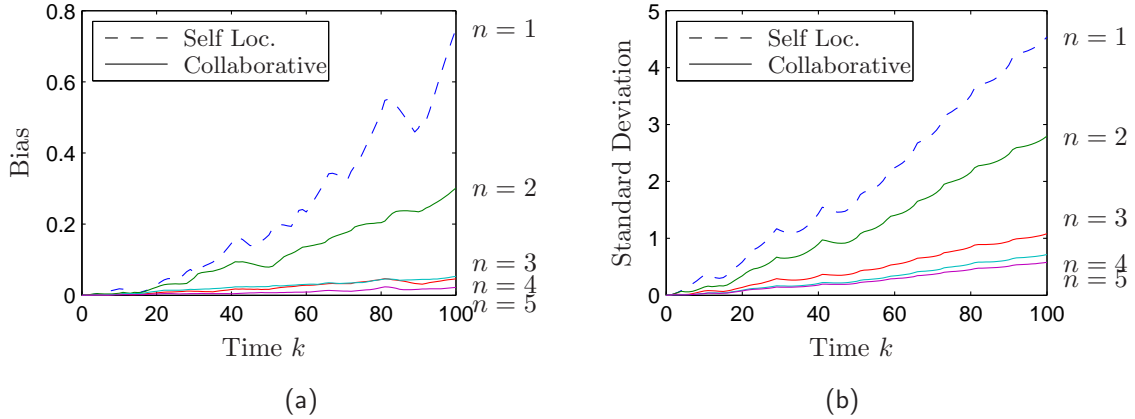 Self Loc.
Collaborative
0.8
0.6
0.4
0.2
0
0 20 40 60 80 100
Bias
Time k
n = 1
n = 2
n = 3
n = 4
n = 5
(a)
Self Loc.
Collaborative
5
4
3
2
1
0
0 20 40 60 80 100
Standard Deviation
Time k
n = 1
n = 2
n = 3
n = 4
n = 5
(b)